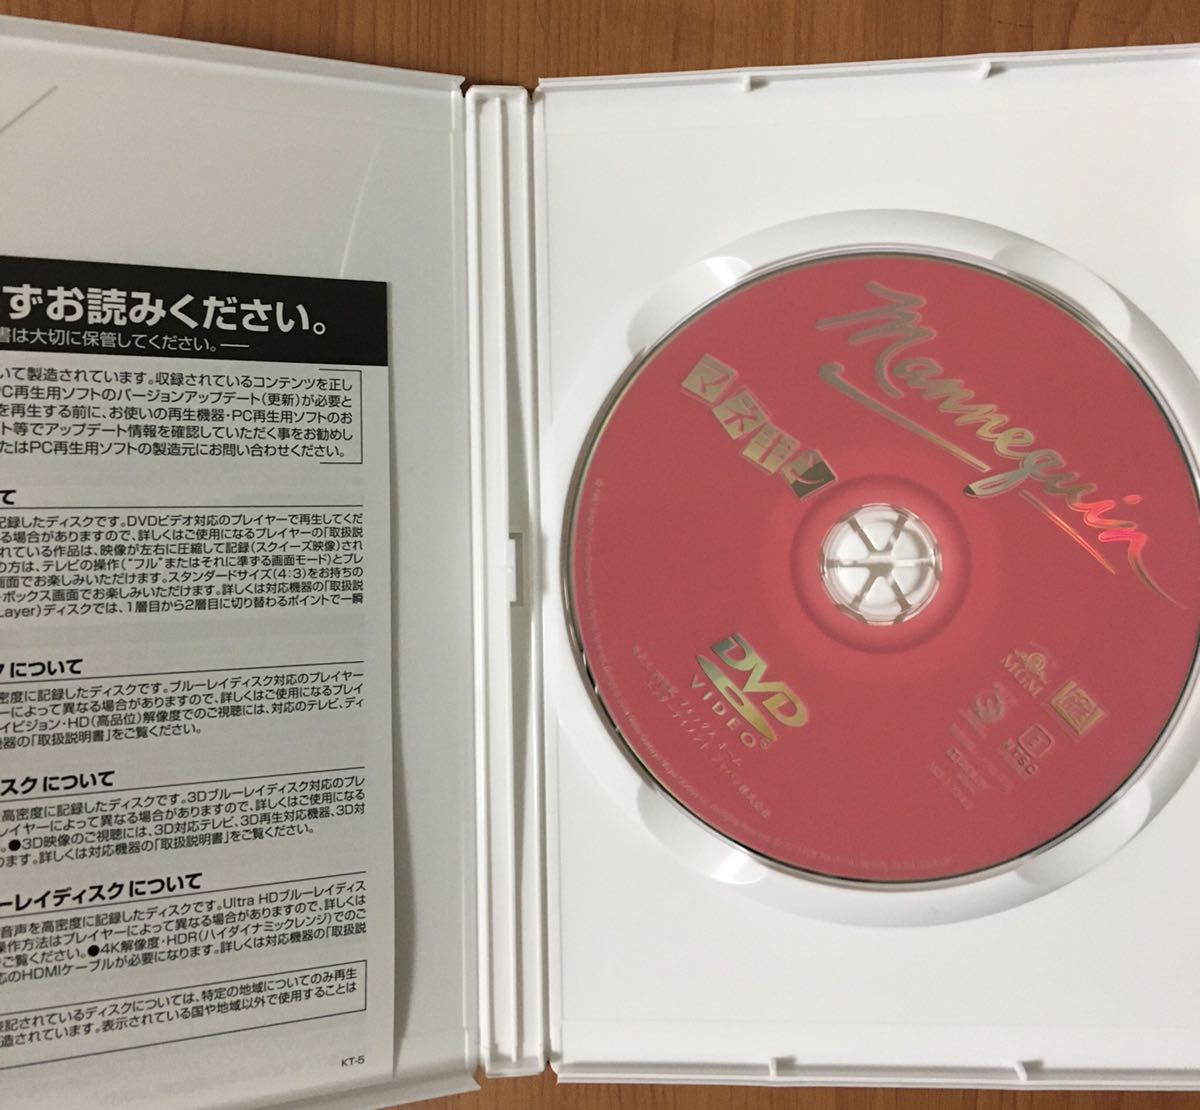 ずお読みください。
書は大切に保管してください。
いて製造されています。収録されているコンテンツを正し
PC再生用ソフトのバージョンアップデート(更新)が必要と
を再生する前に、お使いの再生機器・PC再生用ソフトのお
ト等でアップデート情報を確認していただく事をお勧めし
たはPC再生用ソフトの製造元にお問い合わせください。
て
記録したディスクです。DVDビデオ対応のプレイヤーで再生してくだ
る場合がありますので、詳しくはご使用になるプレイヤーの「取扱説
れている作品は、映像が左右に圧縮して記録(スクイーズ映像)され
の方は、テレビの操作("フル"またはそれに準ずる画面モード)とプレ
画面でお楽しみいただけます。スタンダードサイズ(4:3)をお持ちの
ーボックス画面でお楽しみいただけます。詳しくは対応機器の「取扱説
Layer)ディスクでは、1層目から2層目に切り替わるポイントで一瞬
クについて
密度に記録したディスクです。ブルーレイディスク対応のプレイヤー
ーによって異なる場合がありますので、詳しくはご使用になるプレイ
イビジョン・HD(高品位)解像度でのご視聴には、対応のテレビ、ディ
機器の「取扱説明書」をご覧ください。
スクについて
高密度に記録したディスクです。3Dブルーレイディスク対応のプレ
レイヤーによって異なる場合がありますので、詳しくはご使用になる
。●3D映像のご視聴には、3D対応テレビ、3D再生対応機器、3D対
ります。詳しくは対応機器の「取扱説明書」をご覧ください。
ーレイディスクについて
音声を高密度に記録したディスクです。Ultra HDブルーレイディス
操作方法はプレイヤーによって異なる場合がありますので、詳しくは
ご覧ください。●4K解像度・HDR(ハイダイナミックレンジ)でのご
応のHDMIケーブルが必要になります。詳しくは対応機器の「取扱説
表記されているディスクについては、特定の地域についてのみ再生
造されています。表示されている国や地域以外で使用することは
KT-5
Mannequin
マネキン
DVD
VIDEO
MGM
NTSC